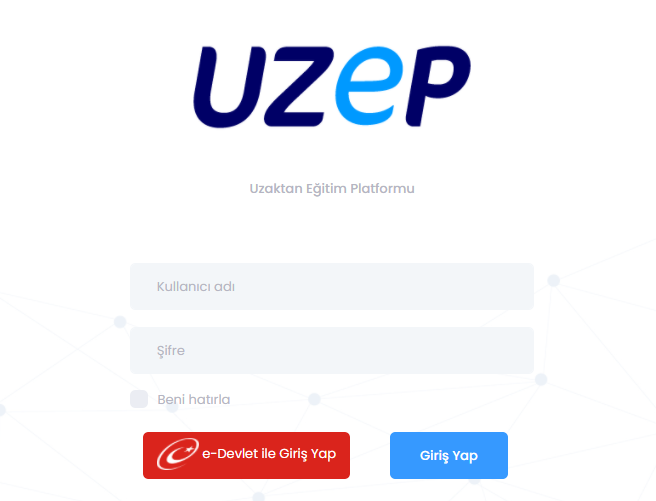 uzep
Uzaktan Eğitim Platformu
Kullanıcı adı
Şifre
Beni hatırla
e-Devlet ile Giriş Yap
Giriş Yap